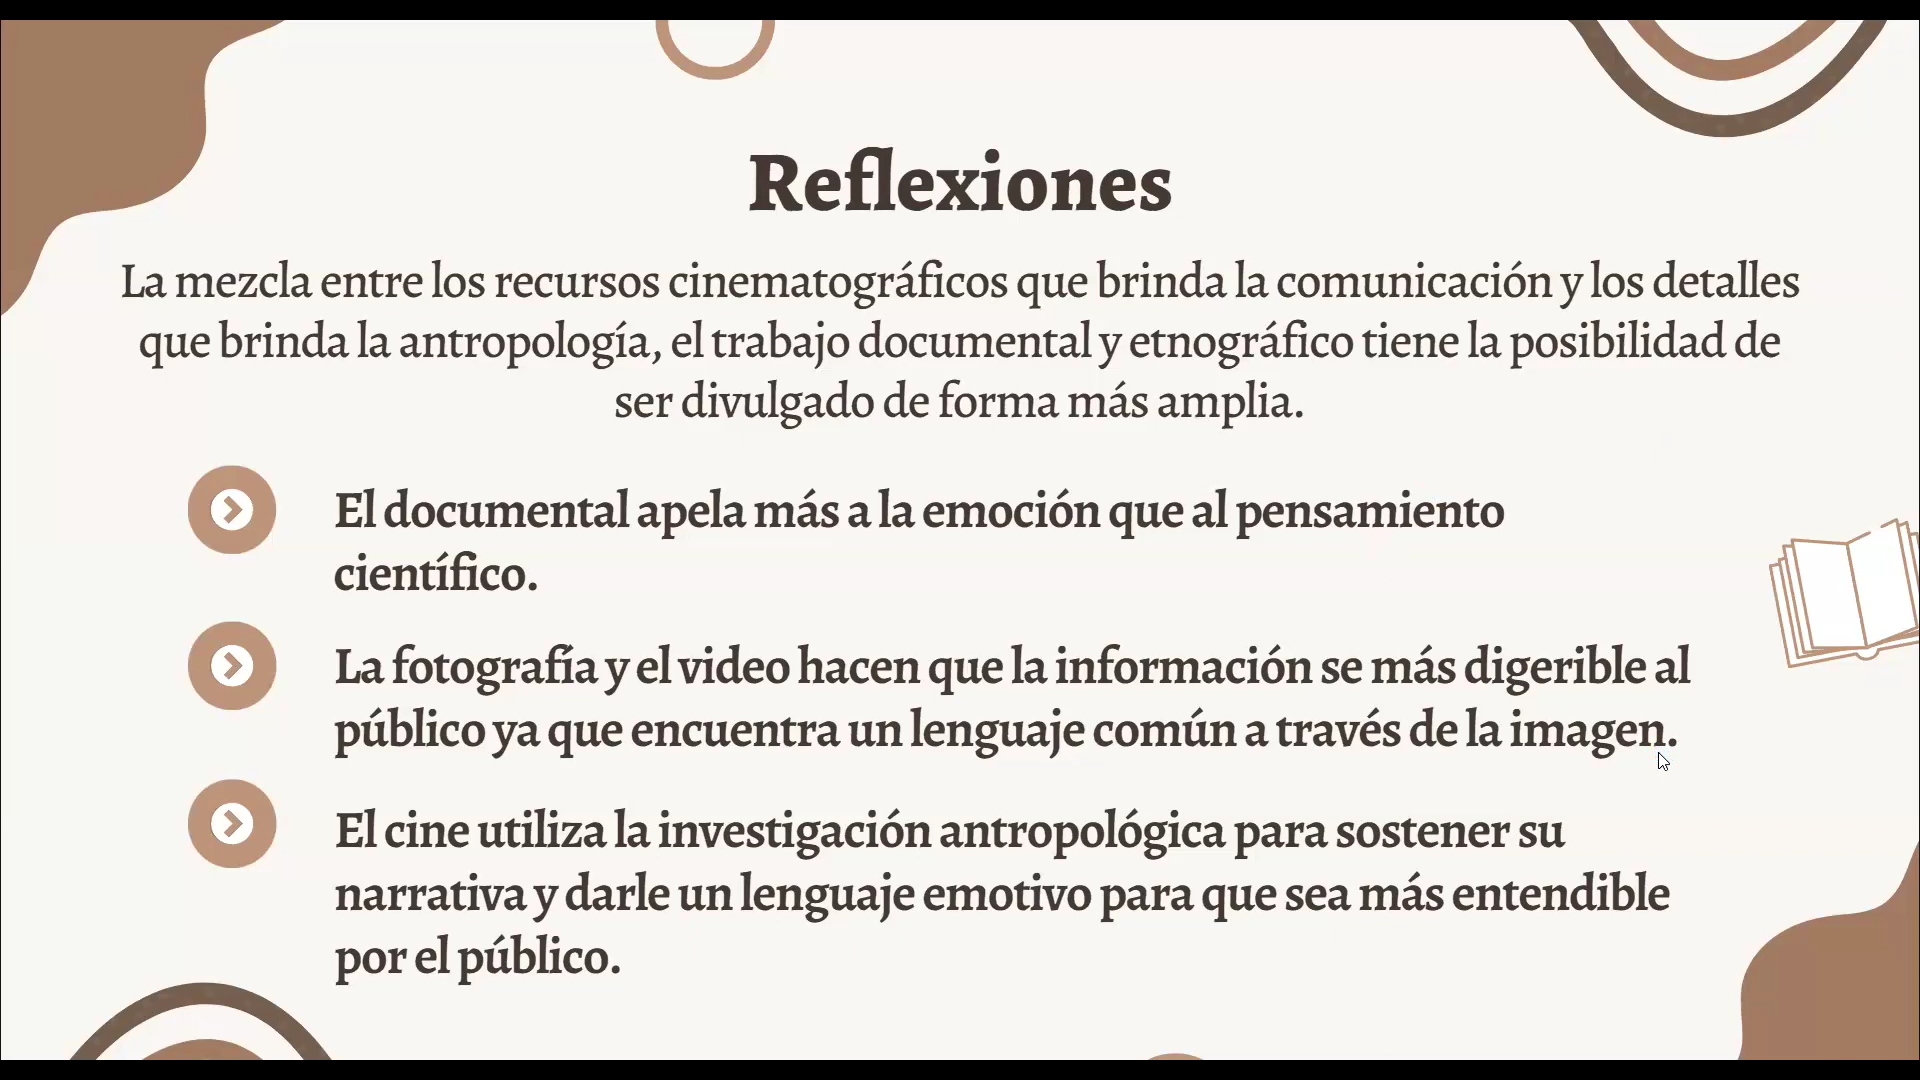 Reflexiones
La mezcla entre los recursos cinematográficos que brinda la comunicación y los detalles
que brinda la antropología, el trabajo documental y etnográfico tiene la posibilidad de
ser divulgado de forma más amplia.
El documental apela más a la emoción que al pensamiento
científico.
La fotografía y el video hacen que la información se más digerible al
público ya que encuentra un lenguaje común a través de la imagen.
El cine utiliza la investigación antropológica para sostener su
narrativa y darle un lenguaje emotivo para que sea más entendible
por el público.